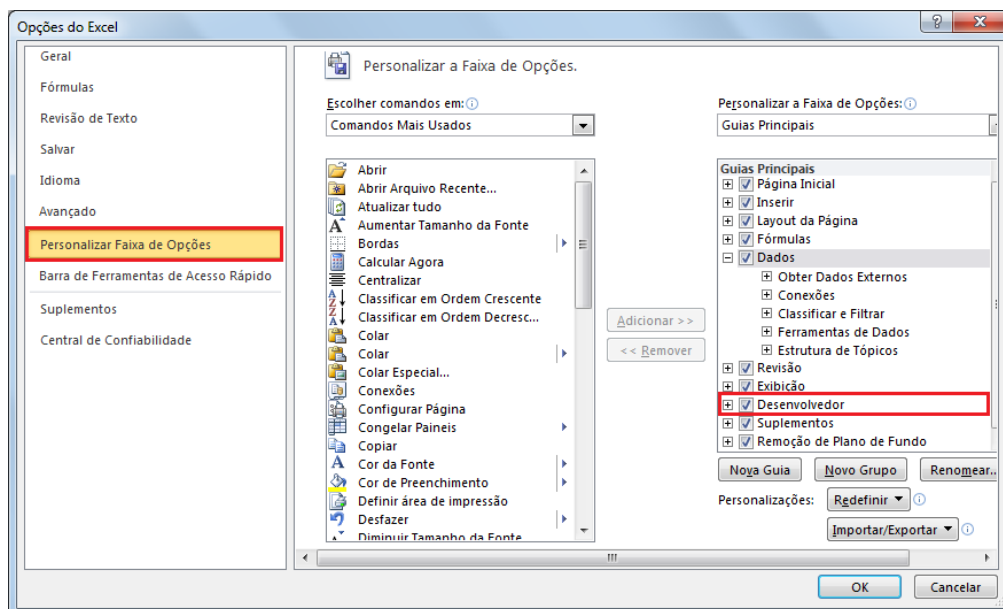 Opções do Excel
Geral
Fórmulas
Revisão de Texto
Salvar
Idioma
Avançado
Personalizar Faixa de Opções
Barra de Ferramentas de Acesso Rápido
Suplementos
Central de Confiabilidade
Personalizar a Faixa de Opções.
Escolher comandos em:
Comandos Mais Usados
Abrir
Abrir Arquivo Recente...
Atualizar tudo
Aumentar Tamanho da Fonte
Bordas
Calcular Agora
Centralizar
Classificar em Ordem Crescente
Classificar em Ordem Decresc...
Colar
Colar
Colar Especial...
Conexões
Configurar Página
Congelar Paineis
Copiar
Cor da Fonte
Cor de Preenchimento
Definir área de impressão
Desfazer
Diminuir Tamanho da Fonte
Adicionar >>
<< Remover
Personalizar a Faixa de Opções:
Guias Principais
Guias Principais
Página Inicial
Inserir
Layout da Página
Fórmulas
Dados
Obter Dados Externos
Conexões
Classificar e Filtrar
Ferramentas de Dados
Estrutura de Tópicos
Revisão
Exibição
Desenvolvedor
Suplementos
Remoção de Plano de Fundo
Nova Guia Novo Grupo Renomear..
Personalizações: Redefinir
Importar/Exportar
OK Cancelar